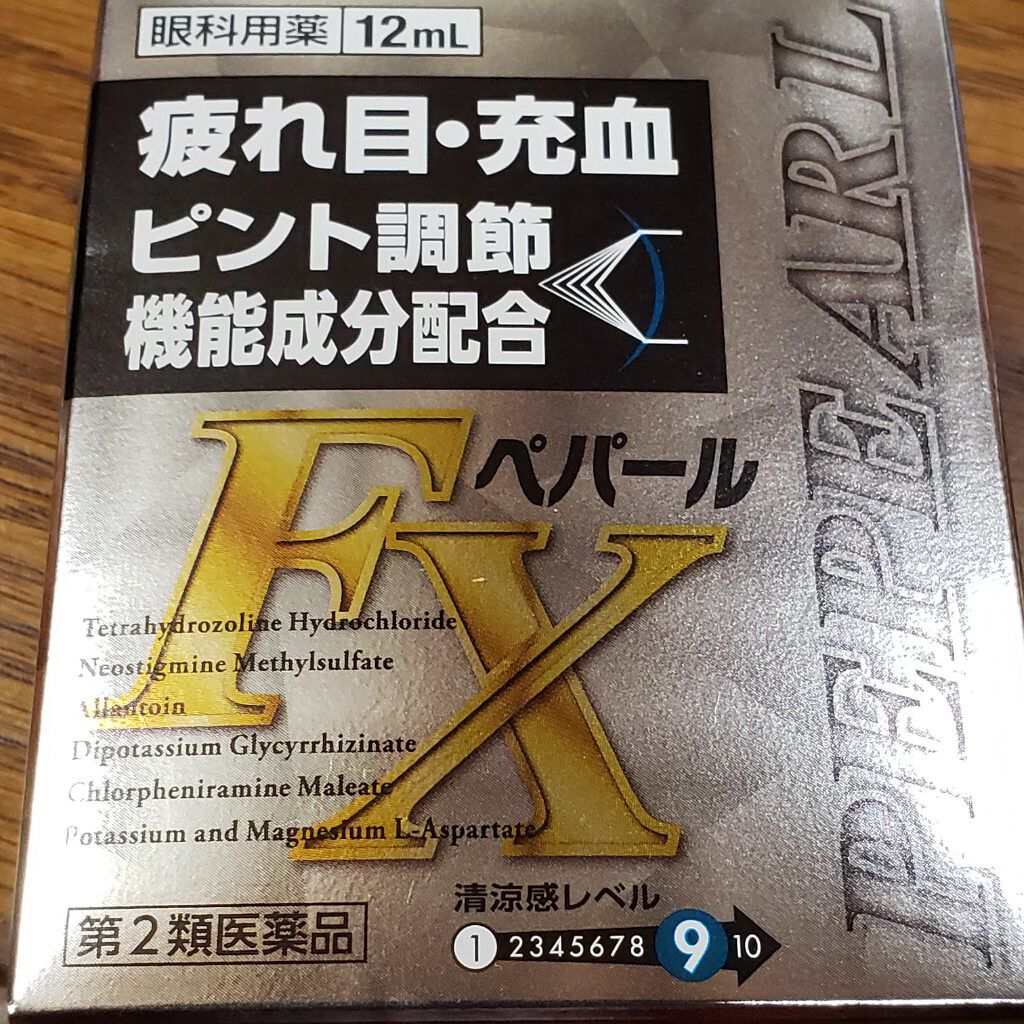 眼科用薬 12mL
疲れ目・充血
ピント調節
機能成分配合
FX
ペパール
PEPEARL
Tetrahydrozoline Hydrochloride
Neostigmine Methylsulfate
Allantoin
Dipotassium Glycyrrhizinate
Chlorpheniramine Maleate
Potassium and Magnesium L-Aspartate
清涼感レベル
1 2 3 4 5 6 7 8 9 10
第2類医薬品